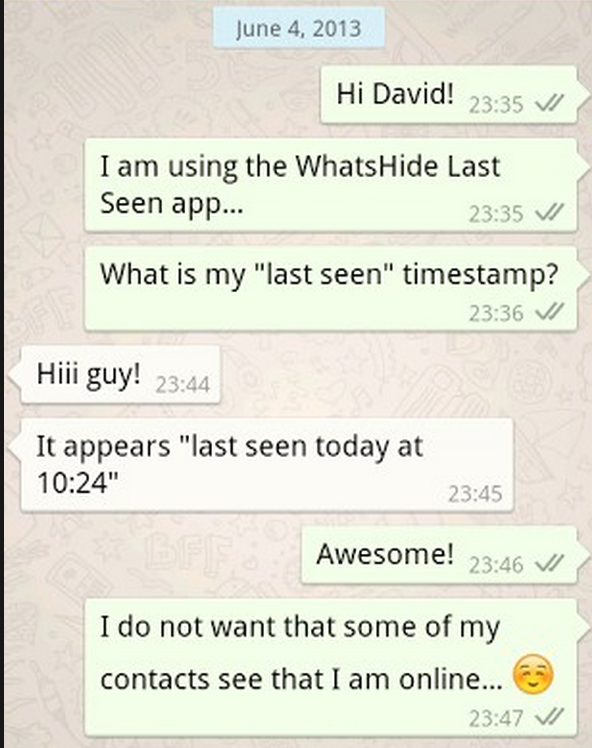 June 4, 2013
Hi David! 23:35
I am using the WhatsHide Last
Seen app... 23:35
What is my "last seen" timestamp?
23:36
Hiii guy! 23:44
It appears "last seen today at
10:24" 23:45
Awesome! 23:46
I do not want that some of my
contacts see that I am online... ☺️
23:47